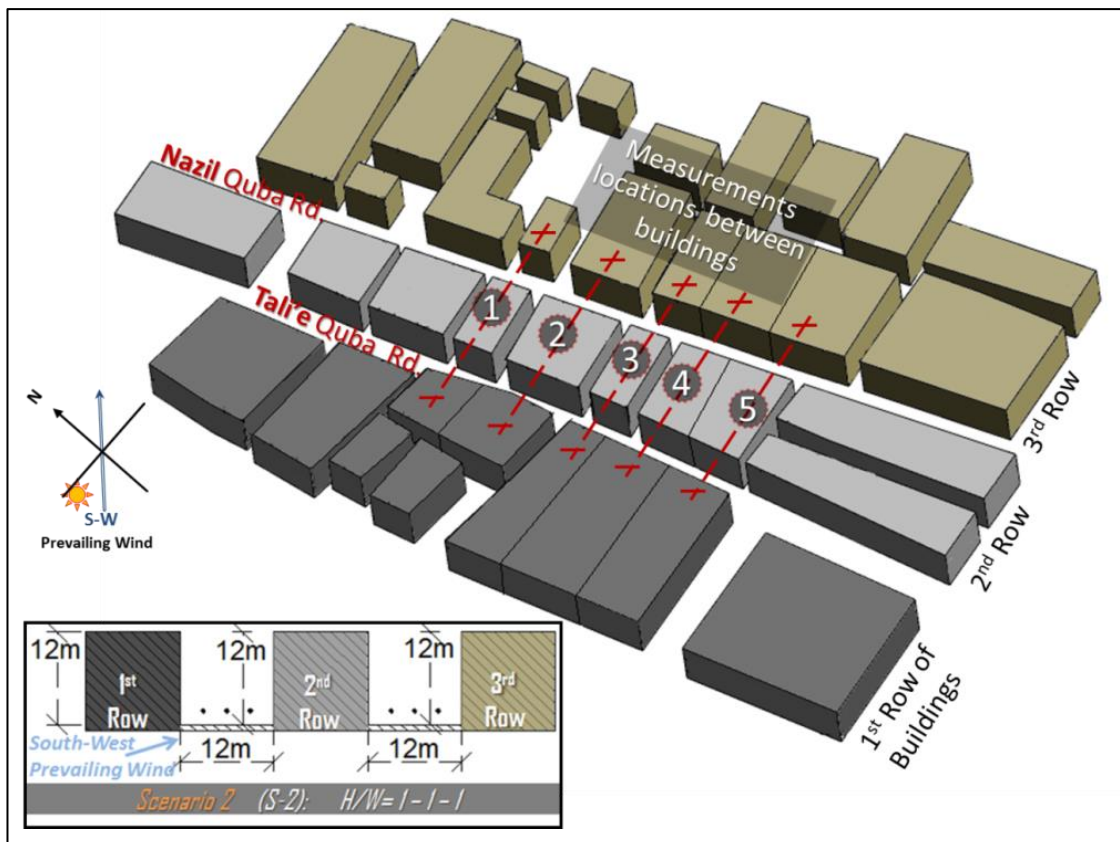 Nazil Quba Rd.
Measurements
locations between
buildings
Tali'e Quba Rd.
1
2
3
4
5
N
S-W
Prevailing Wind
3rd Row
2nd Row
1st Row of
Buildings
12m
12m
12m
1st
Row
2nd
Row
3rd
Row
South-West
Prevailing Wind
12m
12m
Scenario 2 (S-2): H/W= 1 – 1 – 1